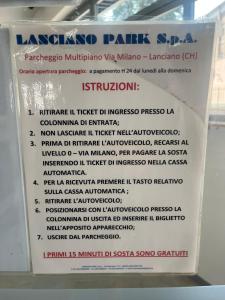 LANCIANO PARK S.p.A.
Parcheggio Multipiano Via Milano – Lanciano (CH)
Orario apertura parcheggio: a pagamento H 24 dal lunedì alla domenica
ISTRUZIONI:
1. RITIRARE IL TICKET DI INGRESSO PRESSO LA
COLONNINA DI ENTRATA;
2. NON LASCIARE IL TICKET NELL'AUTOVEICOLO;
3. PRIMA DI RITIRARE L'AUTOVEICOLO, RECARSI AL
LIVELLO 0 – VIA MILANO, PER PAGARE LA SOSTA
INSERENDO IL TICKET DI INGRESSO NELLA CASSA
AUTOMATICA.
4. PER LA RICEVUTA PREMERE IL TASTO RELATIVO
SULLA CASSA AUTOMATICA ;
5. RITIRARE L'AUTOVEICOLO;
6. POSIZIONARSI CON L'AUTOVEICOLO PRESSO LA
COLONNINA DI USCITA ED INSERIRE IL BIGLIETTO
NELL'APPOSITO APPARECCHIO;
7. USCIRE DAL PARCHEGGIO.
I PRIMI 15 MINUTI DI SOSTA SONO GRATUITI